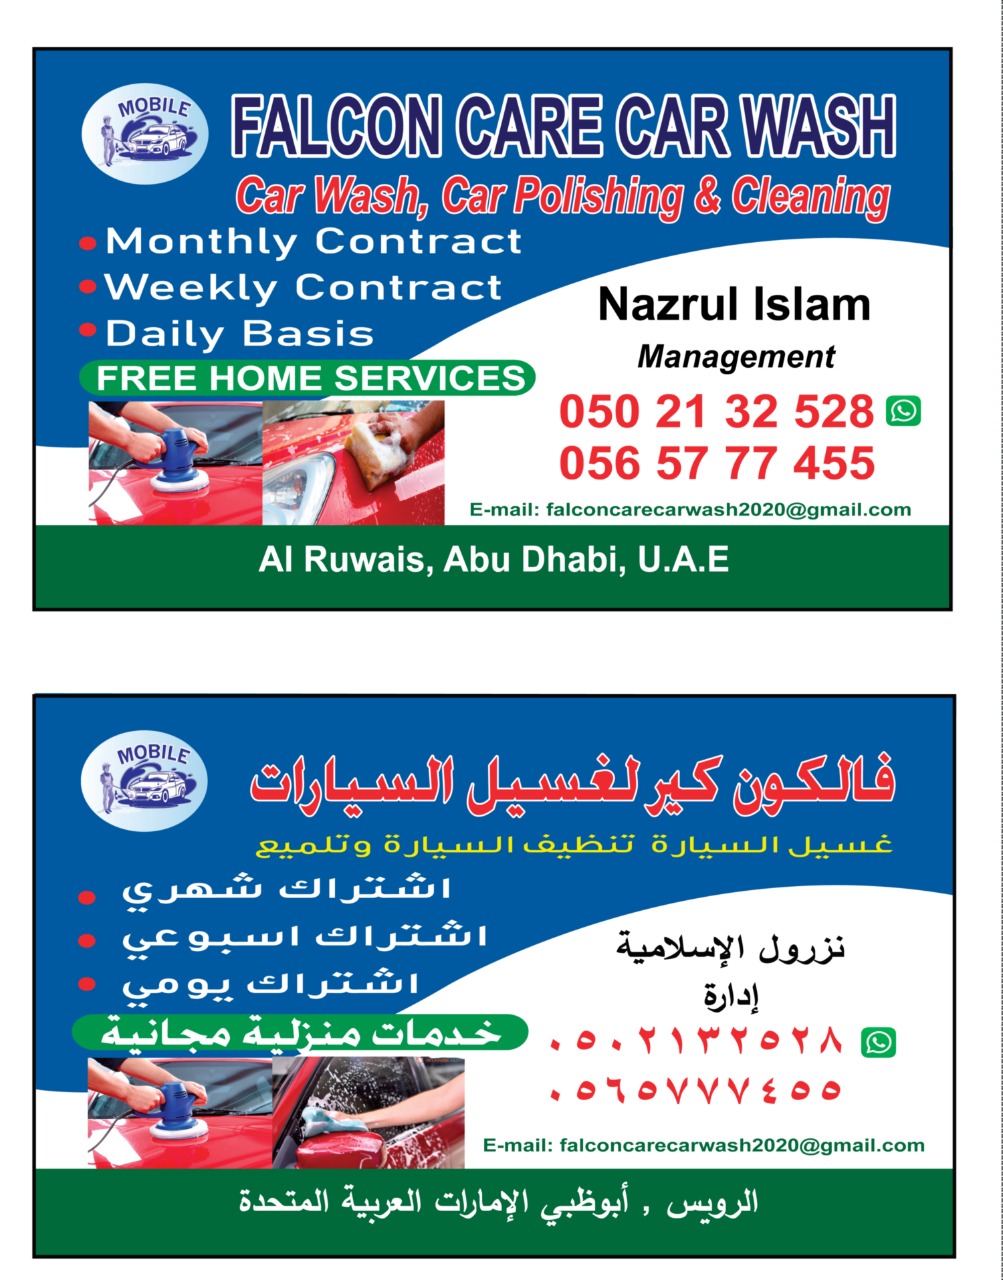 MOBILE
FALCON CARE CAR WASH
Car Wash, Car Polishing & Cleaning
Monthly Contract
Weekly Contract
Daily Basis
FREE HOME SERVICES
Nazrul Islam
Management
050 21 32 528
056 57 77 455
E-mail: falconcarecarwash2020@gmail.com
Al Ruwais, Abu Dhabi, U.A.E
MOBILE
فالكون كير لغسيل السيارات
غسيل السيارة تنظيف السيارة وتلميع
اشتراك شهري
اشتراك اسبوعي
اشتراك يومي
خدمات منزلية مجانية
نزرول الإسلامية
إدارة
٠٥٠٢١٣٢٥٢٨
٠٥٦٥٧٧٧٤٥٥
E-mail: falconcarecarwash2020@gmail.com
الرويس , أبوظبي الإمارات العربية المتحدة